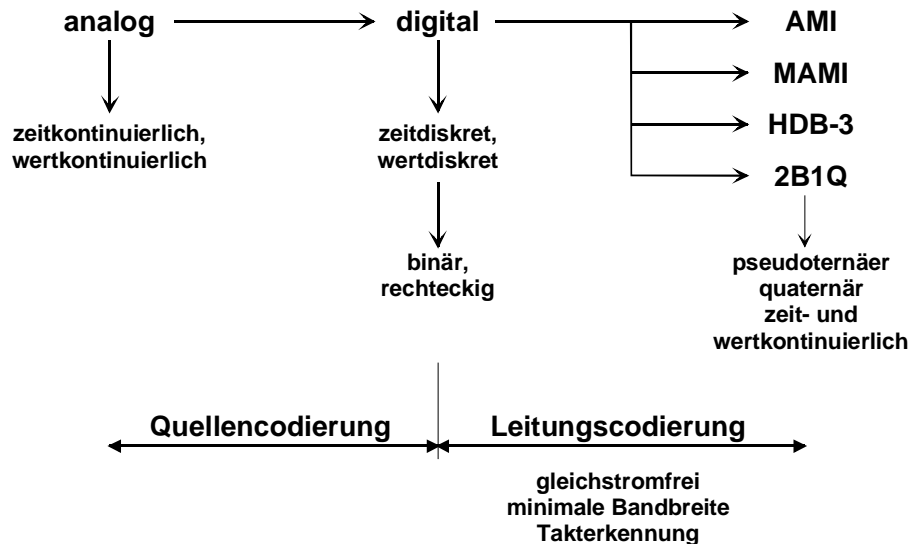 analog
digital
AMI
MAMI
HDB-3
2B1Q
zeitkontinuierlich,
wertkontinuierlich
zeitdiskret,
wertdiskret
binär,
rechteckig
pseudoternäer
quaternär
zeit- und
wertkontinuierlich
Quellencodierung
Leitungscodierung
gleichstromfrei
minimale Bandbreite
Takterkennung